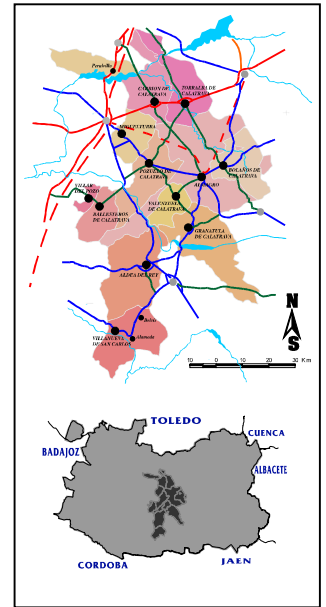 Peralvillo
CARRION DE
CALATRAVA
TORRALBA DE
CALATRAVA
MIGUELTURRA
POZUELO DE
CALATRAVA
BOLAÑOS DE
CALATRAVA
ALMAGRO
VILLAR
DEL POZO
BALLESTEROS
DE CALATRAVA
VALENZUELA
DE CALATRAVA
GRANATULA
DE CALATRAVA
ALDEA DEL REY
Belvis
VILLANUEVA
DE SAN CARLOS
Alameda
N
S
10
0
10
20
30 Km
TOLEDO
CUENCA
BADAJOZ
ALBACETE
CORDOBA
JAEN